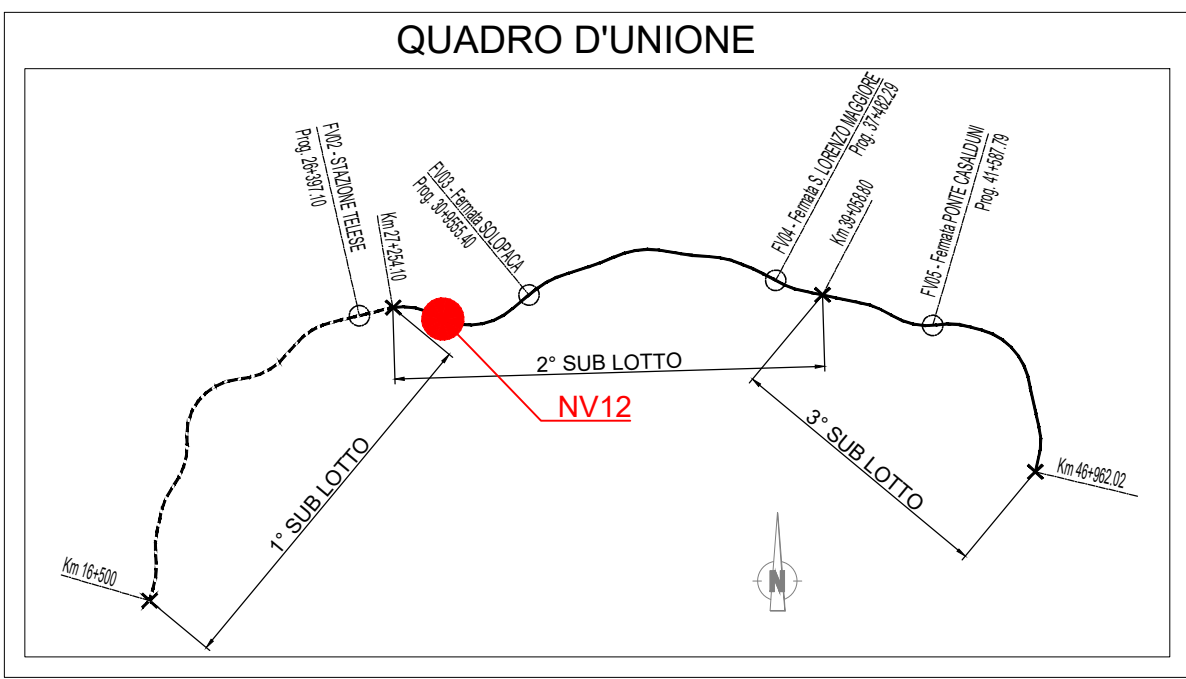 QUADRO D'UNIONE
FV02 - STAZIONE TELESE
Prog. 26+397.10
Km 27+254.10
FV03 - Fermata SOLOPACA
Prog. 30+9555.40
FV04 - Fermata S. LORENZO MAGGIORE
Prog. 37+482.29
Km 39+058.80
FV05 - Fermata PONTE CASALDUNI
Prog. 41+587.79
2° SUB LOTTO
NV12
1° SUB LOTTO
3° SUB LOTTO
Km 46+962.02
Km 16+500
N